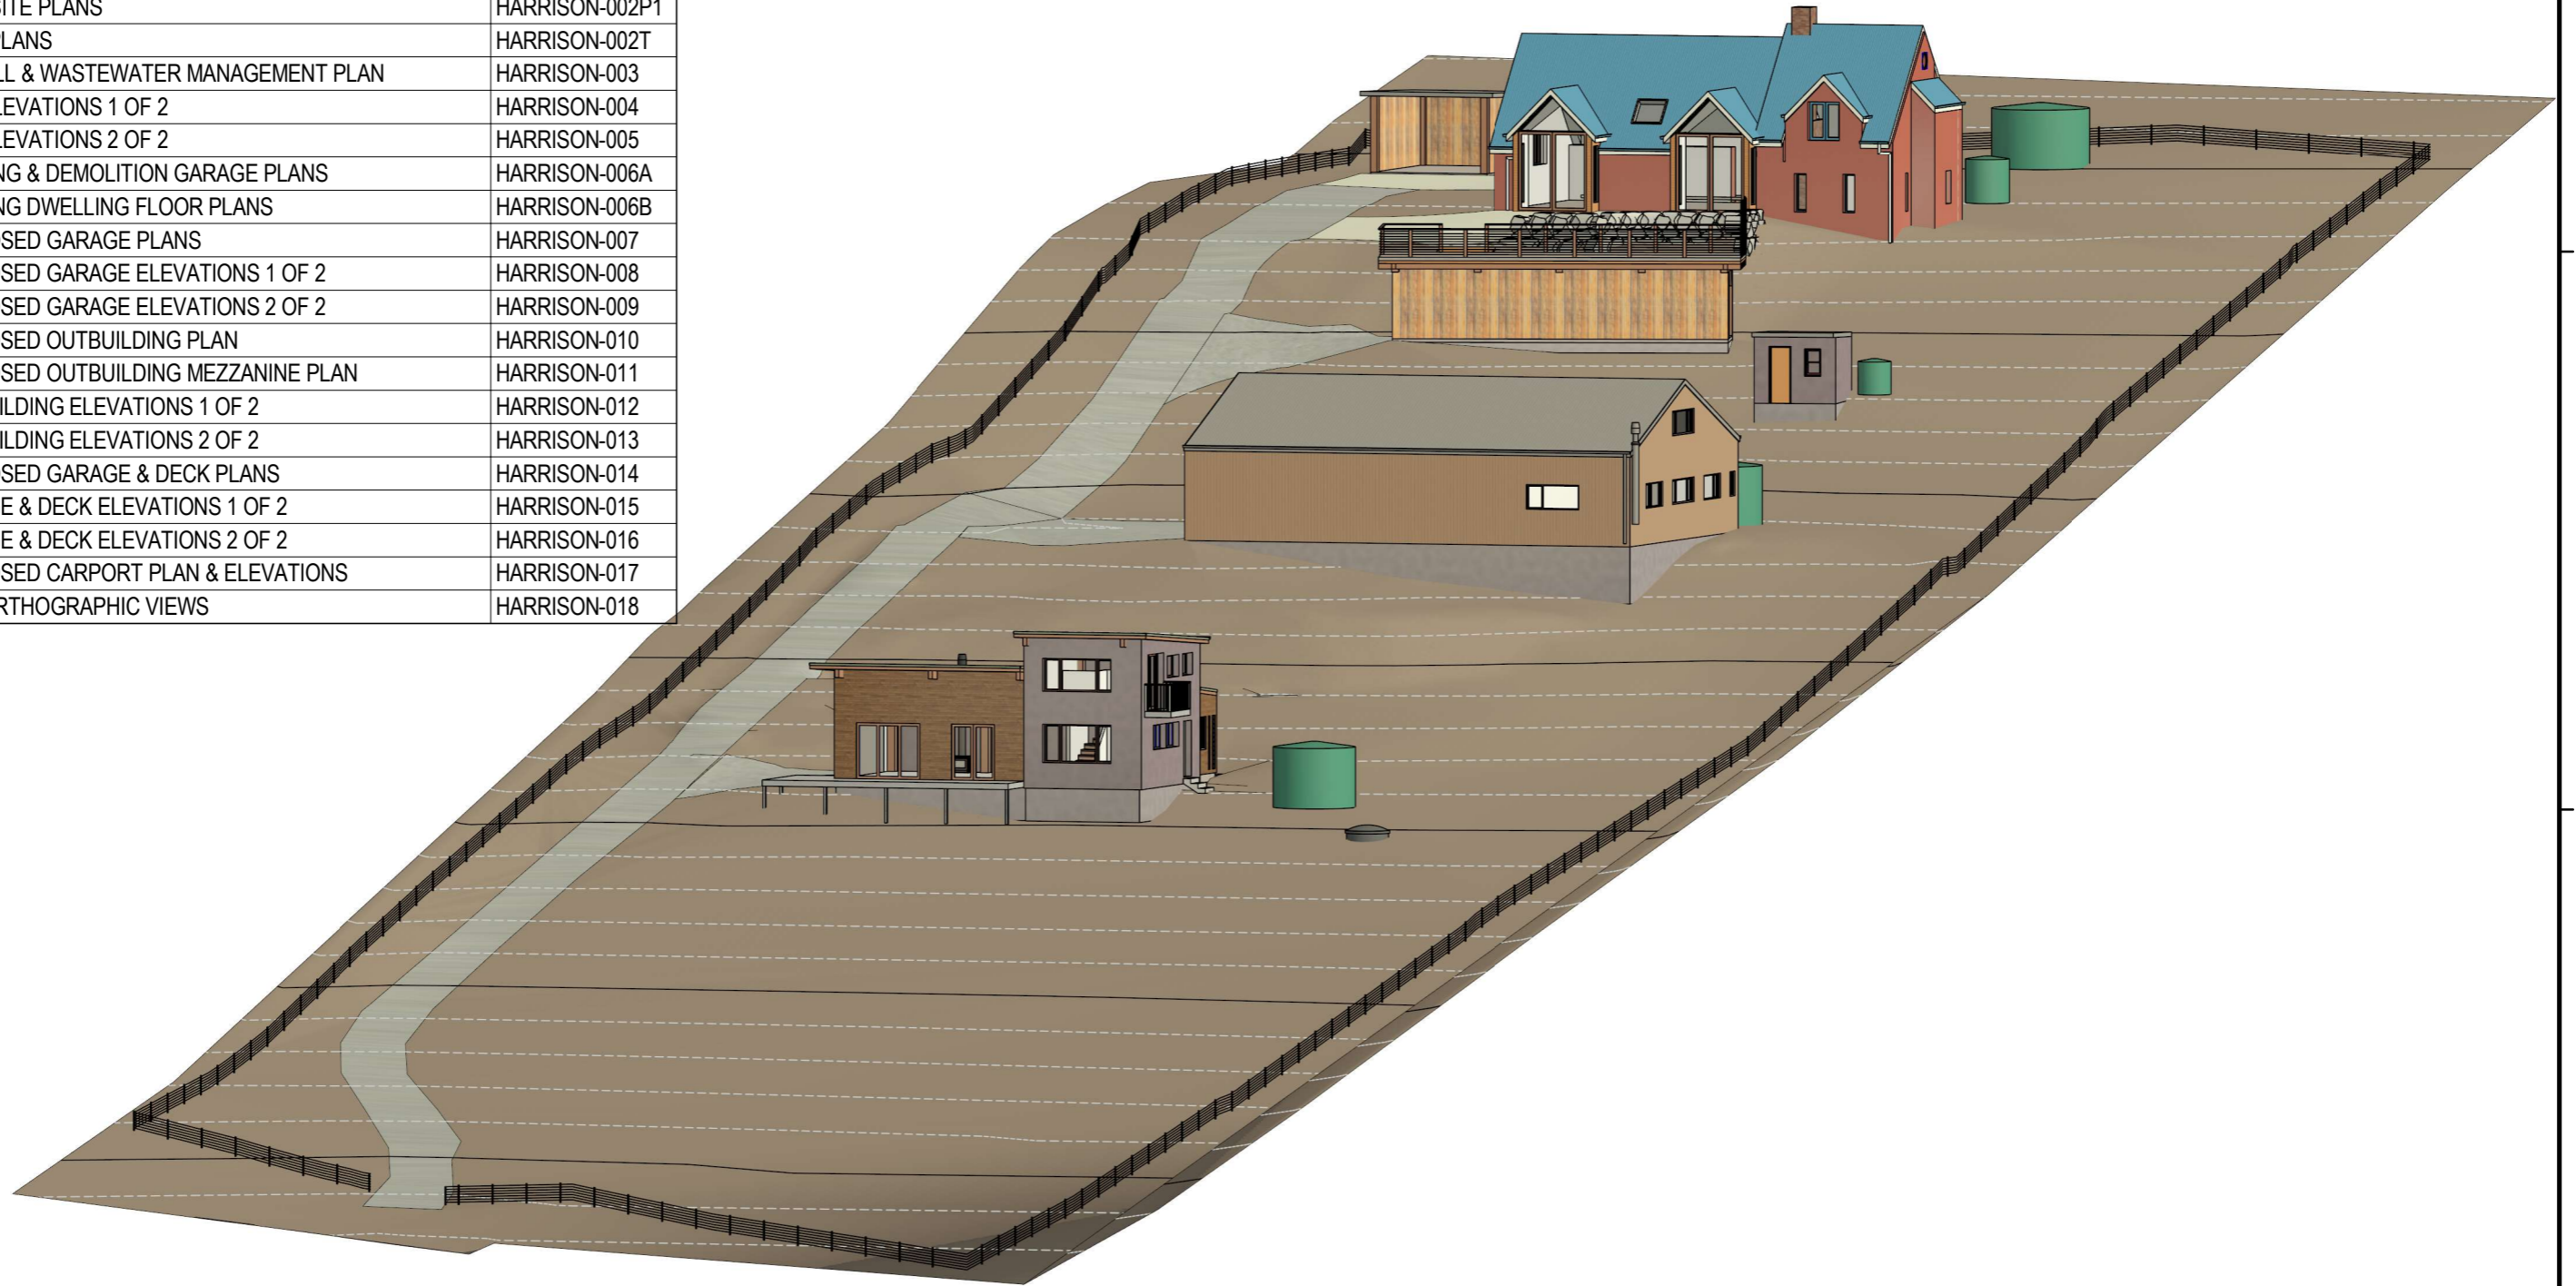 SITE PLANS HARRISON-002P1
PLANS HARRISON-002T
LL & WASTEWATER MANAGEMENT PLAN HARRISON-003
LEVATIONS 1 OF 2 HARRISON-004
LEVATIONS 2 OF 2 HARRISON-005
NG & DEMOLITION GARAGE PLANS HARRISON-006A
NG DWELLING FLOOR PLANS HARRISON-006B
SED GARAGE PLANS HARRISON-007
SED GARAGE ELEVATIONS 1 OF 2 HARRISON-008
SED GARAGE ELEVATIONS 2 OF 2 HARRISON-009
SED OUTBUILDING PLAN HARRISON-010
SED OUTBUILDING MEZZANINE PLAN HARRISON-011
ILDING ELEVATIONS 1 OF 2 HARRISON-012
ILDING ELEVATIONS 2 OF 2 HARRISON-013
SED GARAGE & DECK PLANS HARRISON-014
E & DECK ELEVATIONS 1 OF 2 HARRISON-015
E & DECK ELEVATIONS 2 OF 2 HARRISON-016
SED CARPORT PLAN & ELEVATIONS HARRISON-017
RTHOGRAPHIC VIEWS HARRISON-018